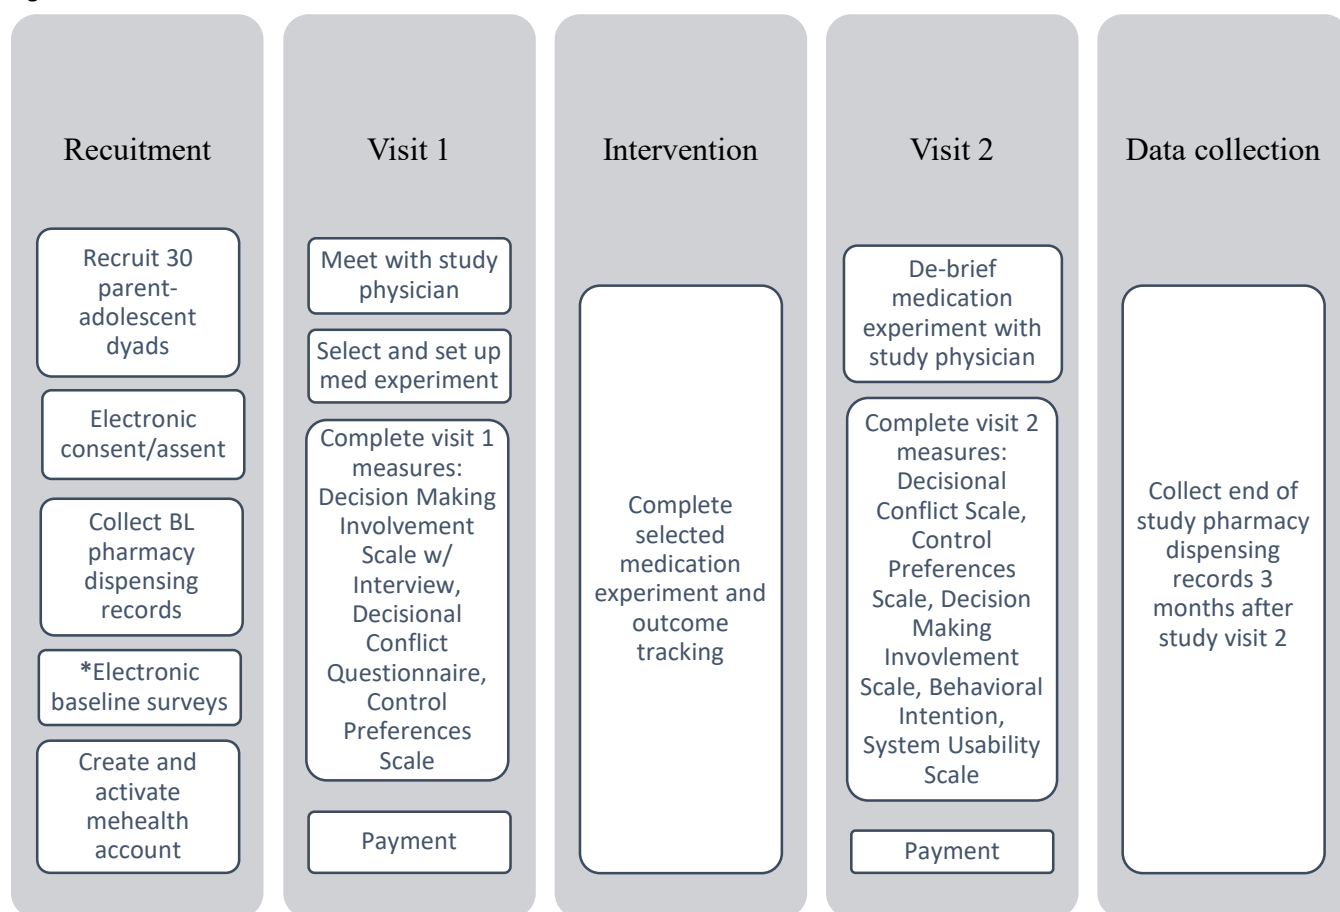 Recuitment
Recruit 30
parent-
adolescent
dyads
Electronic
consent/assent
Collect BL
pharmacy
dispensing
records
*Electronic
baseline surveys
Create and
activate
mehealth
account
Visit 1
Meet with study
physician
Select and set up
med experiment
Complete visit 1
measures:
Decision Making
Involvement
Scale w/
Interview,
Decisional
Conflict
Questionnaire,
Control
Preferences
Scale
Payment
Intervention
Complete
selected
medication
experiment and
outcome
tracking
Visit 2
De-brief
medication
experiment with
study physician
Complete visit 2
measures:
Decisional
Conflict Scale,
Control
Preferences
Scale, Decision
Making
Invovlement
Scale, Behavioral
Intention,
System Usability
Scale
Payment
Data collection
Collect end of
study pharmacy
dispensing
records 3
months after
study visit 2